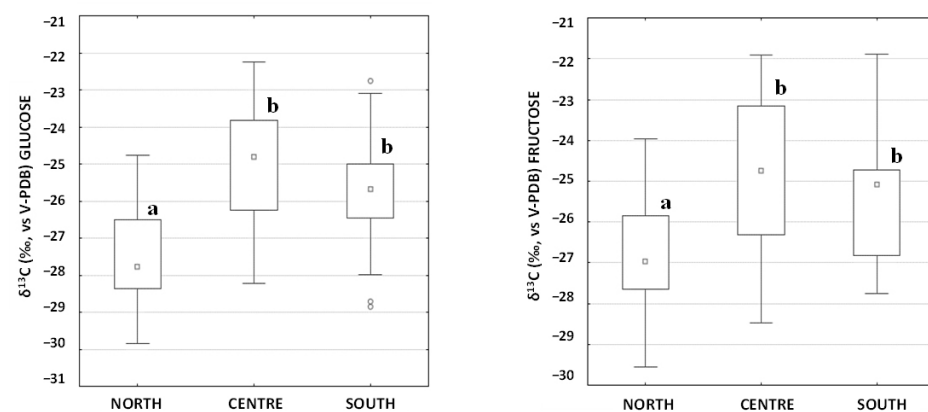 δ¹³C (‰, vs V-PDB) GLUCOSE
−21
−22
−23
−24
−25
−26
−27
−28
−29
−30
−31
a
b
b
NORTH CENTRE SOUTH
δ¹³C (‰, vs V-PDB) FRUCTOSE
−21
−22
−23
−24
−25
−26
−27
−28
−29
−30
a
b
b
NORTH CENTRE SOUTH